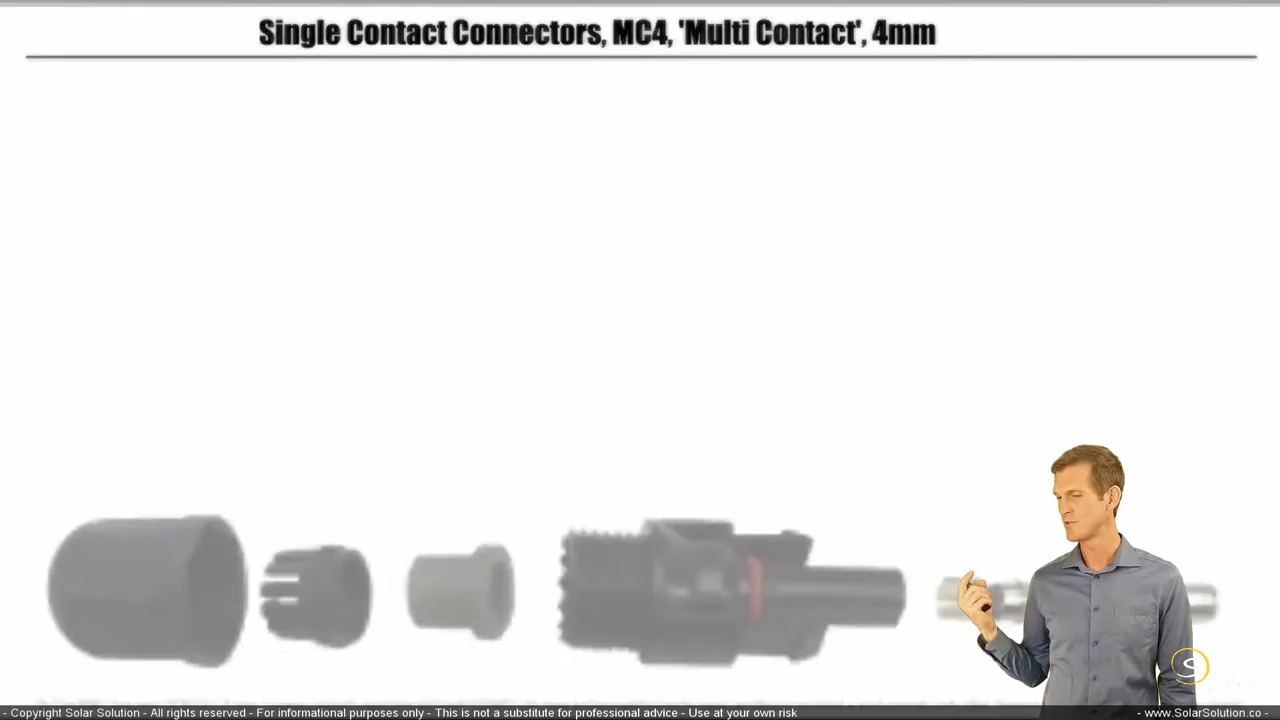 Single Contact Connectors, MC4, 'Multi Contact', 4mm
- Copyright Solar Solution - All rights reserved - For informational purposes only - This is not a substitute for professional advice - Use at your own risk
- www.SolarSolution.co -